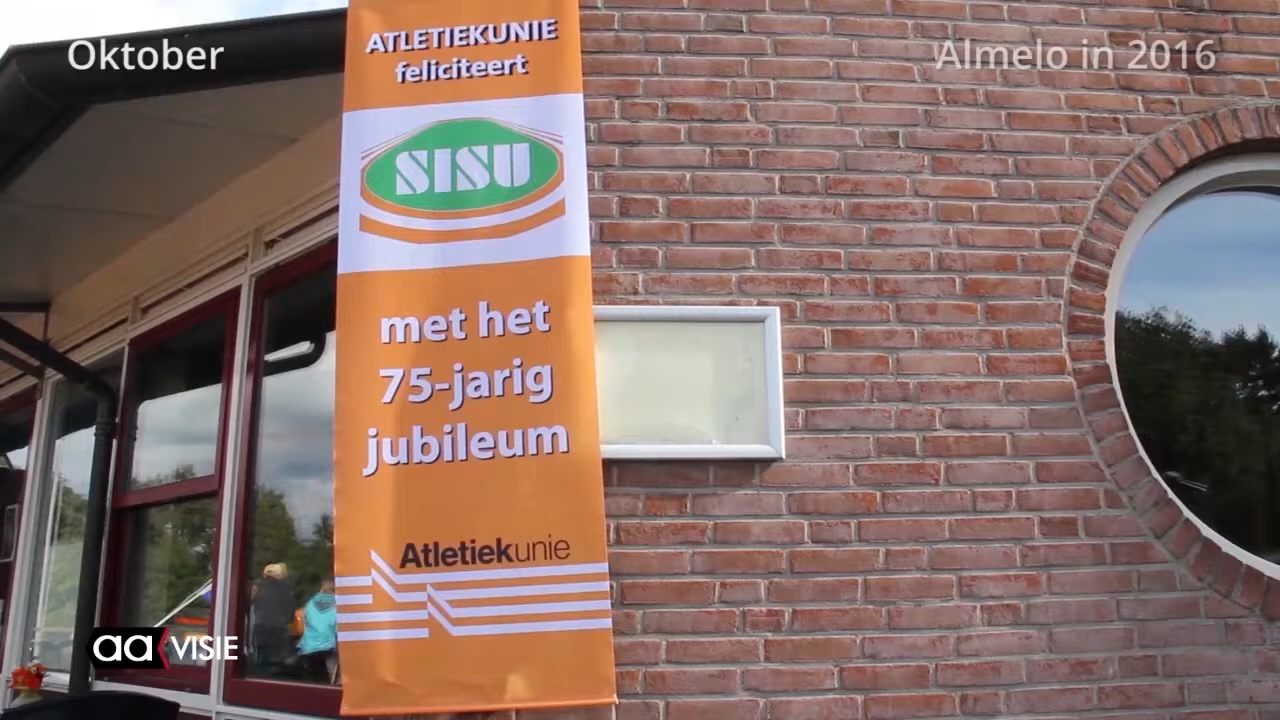 Oktober
Almelo in 2016
ATLETIEKUNIE
feliciteert
SISU
met het
75-jarig
jubileum
Atletiekunie
aa VISIE